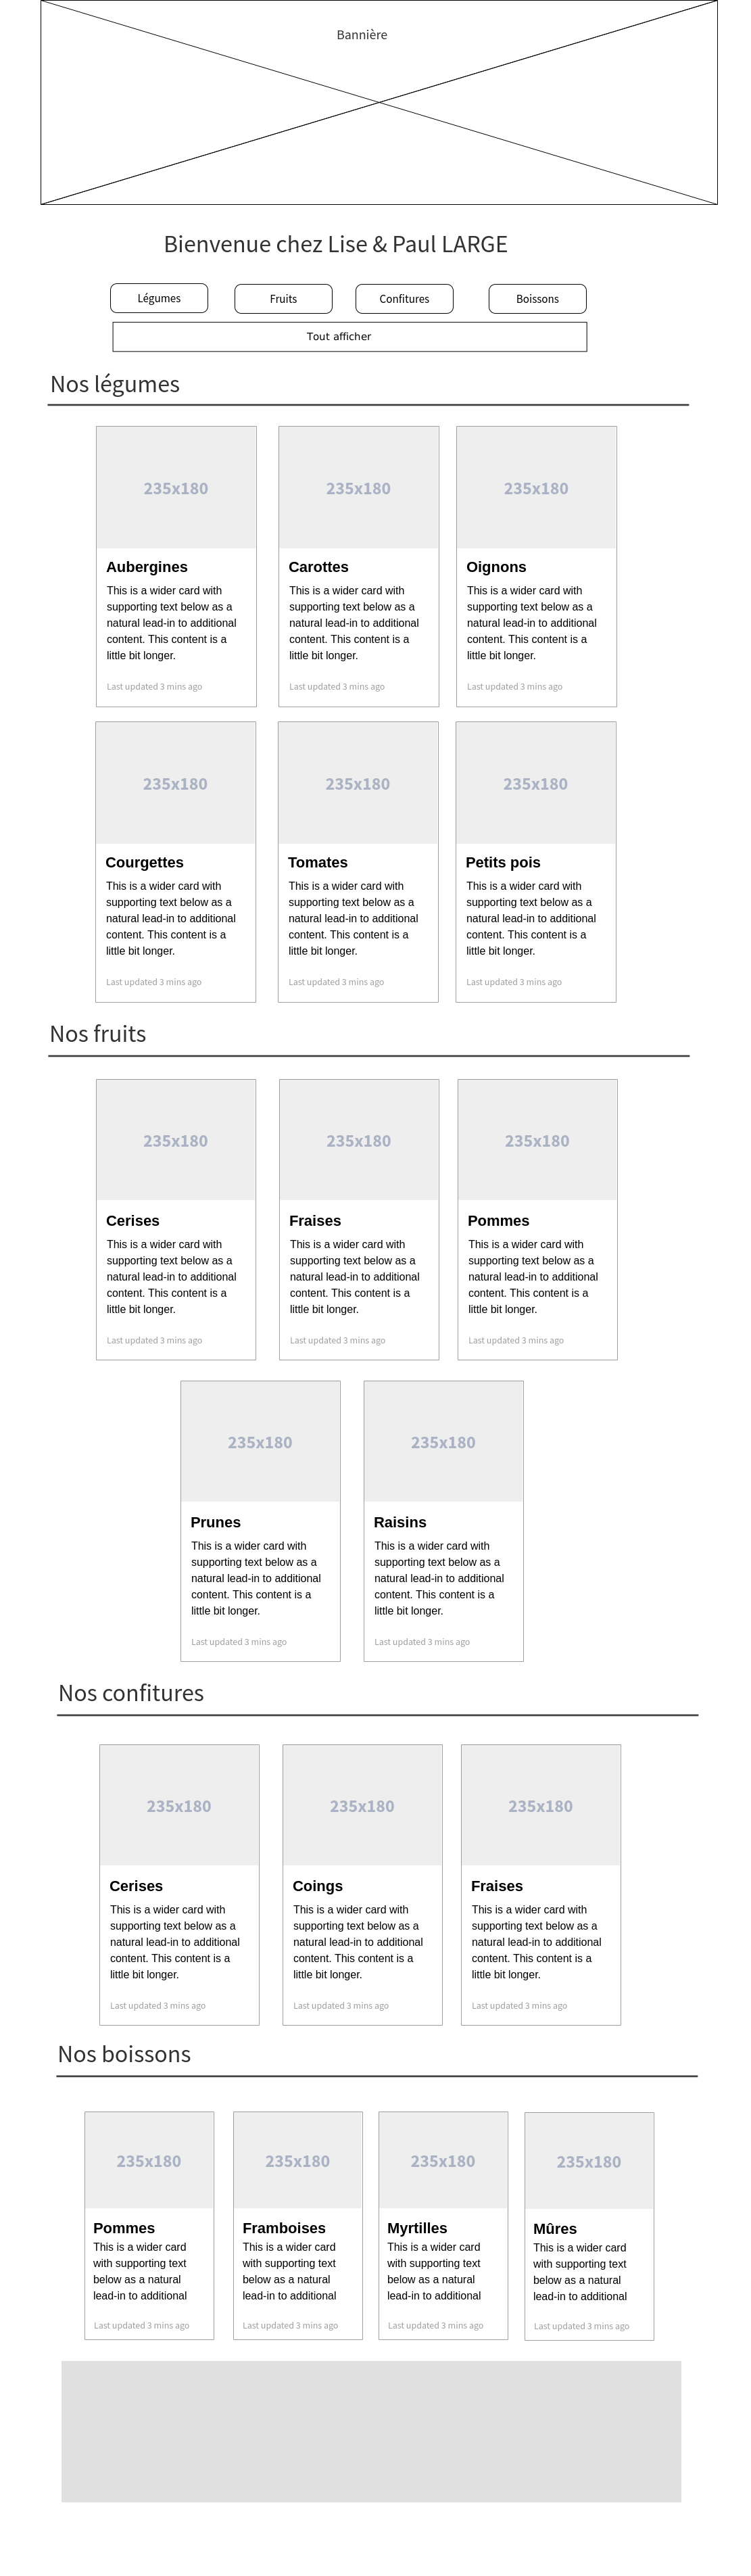 Bannière
Bienvenue chez Lise & Paul LARGE
Légumes Fruits Confitures Boissons
Tout afficher
Nos légumes
235x180 235x180 235x180
Aubergines
This is a wider card with
supporting text below as a
natural lead-in to additional
content. This content is a
little bit longer.
Last updated 3 mins ago
Carottes
This is a wider card with
supporting text below as a
natural lead-in to additional
content. This content is a
little bit longer.
Last updated 3 mins ago
Oignons
This is a wider card with
supporting text below as a
natural lead-in to additional
content. This content is a
little bit longer.
Last updated 3 mins ago
235x180 235x180 235x180
Courgettes
This is a wider card with
supporting text below as a
natural lead-in to additional
content. This content is a
little bit longer.
Last updated 3 mins ago
Tomates
This is a wider card with
supporting text below as a
natural lead-in to additional
content. This content is a
little bit longer.
Last updated 3 mins ago
Petits pois
This is a wider card with
supporting text below as a
natural lead-in to additional
content. This content is a
little bit longer.
Last updated 3 mins ago
Nos fruits
235x180 235x180 235x180
Cerises
This is a wider card with
supporting text below as a
natural lead-in to additional
content. This content is a
little bit longer.
Last updated 3 mins ago
Fraises
This is a wider card with
supporting text below as a
natural lead-in to additional
content. This content is a
little bit longer.
Last updated 3 mins ago
Pommes
This is a wider card with
supporting text below as a
natural lead-in to additional
content. This content is a
little bit longer.
Last updated 3 mins ago
235x180 235x180
Prunes
This is a wider card with
supporting text below as a
natural lead-in to additional
content. This content is a
little bit longer.
Last updated 3 mins ago
Raisins
This is a wider card with
supporting text below as a
natural lead-in to additional
content. This content is a
little bit longer.
Last updated 3 mins ago
Nos confitures
235x180 235x180 235x180
Cerises
This is a wider card with
supporting text below as a
natural lead-in to additional
content. This content is a
little bit longer.
Last updated 3 mins ago
Coings
This is a wider card with
supporting text below as a
natural lead-in to additional
content. This content is a
little bit longer.
Last updated 3 mins ago
Fraises
This is a wider card with
supporting text below as a
natural lead-in to additional
content. This content is a
little bit longer.
Last updated 3 mins ago
Nos boissons
235x180 235x180 235x180 235x180
Pommes
This is a wider card
with supporting text
below as a natural
lead-in to additional
Last updated 3 mins ago
Framboises
This is a wider card
with supporting text
below as a natural
lead-in to additional
Last updated 3 mins ago
Myrtilles
This is a wider card
with supporting text
below as a natural
lead-in to additional
Last updated 3 mins ago
Mûres
This is a wider card
with supporting text
below as a natural
lead-in to additional
Last updated 3 mins ago